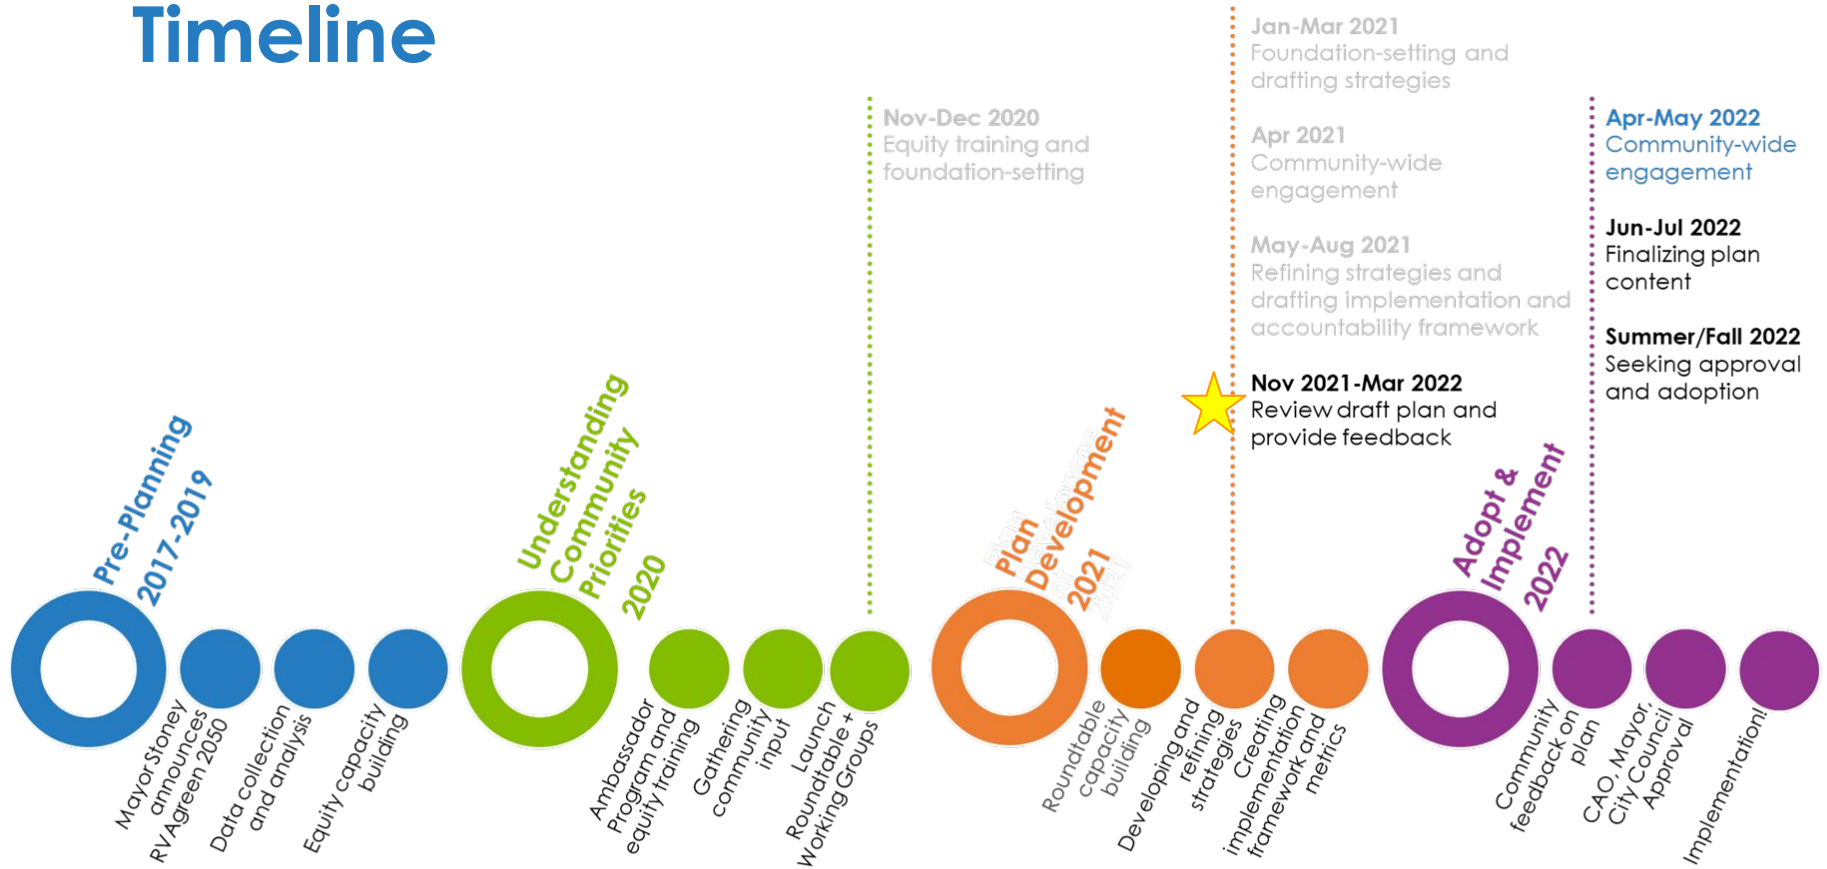 Timeline
Pre-Planning
2017-2019
Mayor Stoney
announces
RVAgreen 2050
Data collection
and analysis
Equity capacity
building
Understanding
Community
Priorities
2020
Ambassador
Program and
equity training
Gathering
community
input
Launch
Roundtable +
Working Groups
Nov-Dec 2020
Equity training and
foundation-setting
Plan
Development
2021
Roundtable
capacity
building
Developing and
refining
strategies
Creating
implementation
framework and
metrics
Jan-Mar 2021
Foundation-setting and
drafting strategies
Apr 2021
Community-wide
engagement
May-Aug 2021
Refining strategies and
drafting implementation and
accountability framework
Nov 2021-Mar 2022
Review draft plan and
provide feedback
Adopt &
Implement
2022
Community
feedback on
plan
CAO, Mayor,
City Council
Approval
Implementation!
Apr-May 2022
Community-wide
engagement
Jun-Jul 2022
Finalizing plan
content
Summer/Fall 2022
Seeking approval
and adoption